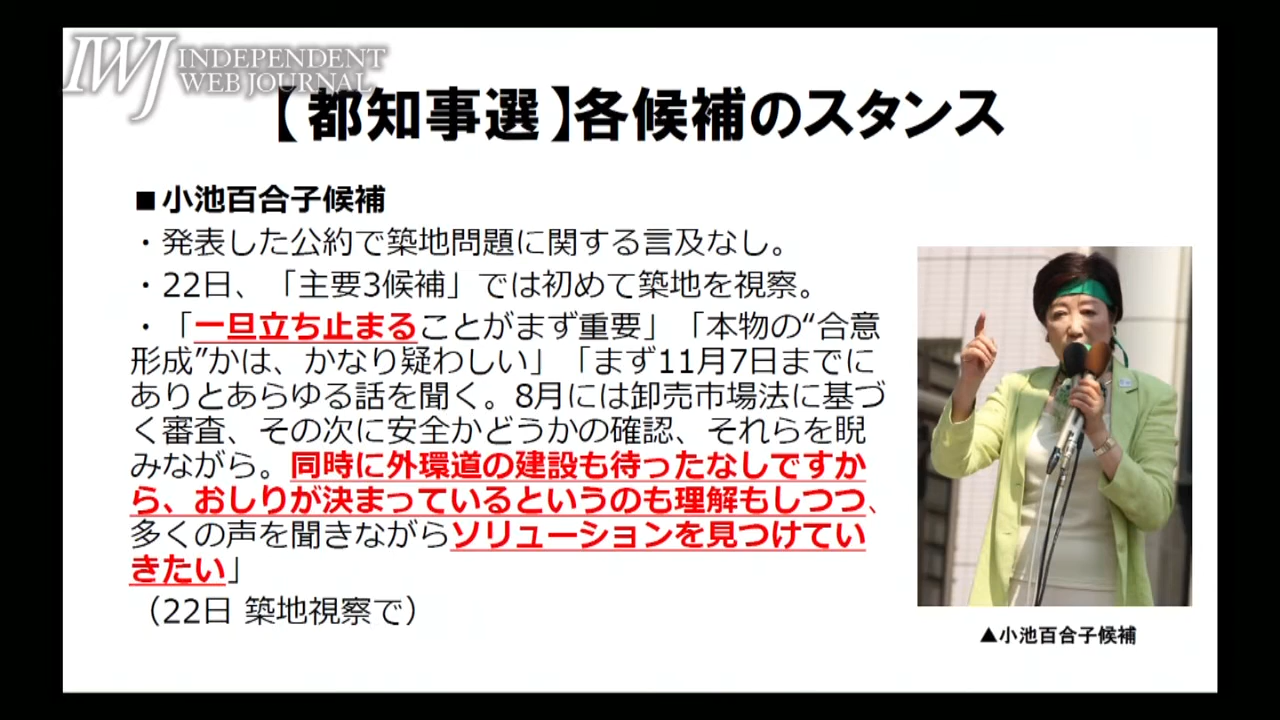 IWJ INDEPENDENT
WEB JOURNAL
【都知事選】各候補のスタンス
■小池百合子候補
・発表した公約で築地問題に関する言及なし。
・22日、「主要3候補」では初めて築地を視察。
・「一旦立ち止まることがまず重要」「本物の“合意
形成”かは、かなり疑わしい」「まず11月7日までに
ありとあらゆる話を聞く。8月には卸売市場法に基づ
く審査、その次に安全かどうかの確認、それらを睨
みながら。同時に外環道の建設も待ったなしですか
ら、おしりが決まっているというのも理解もしつつ、
多くの声を聞きながらソリューションを見つけてい
きたい」
（22日 築地視察で）
▲小池百合子候補